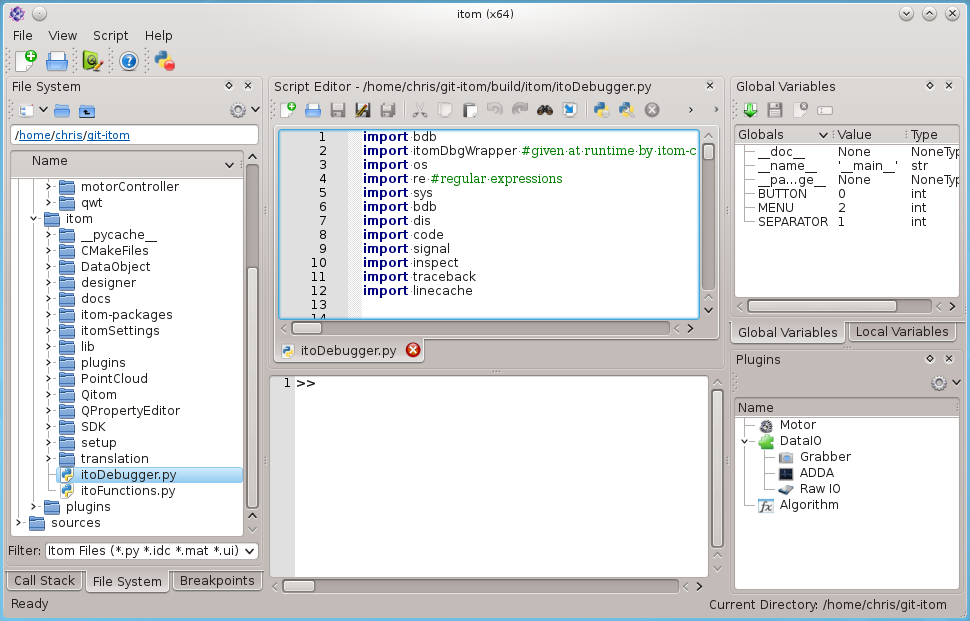 itom (x64)
File View Script Help
File System
/home/chris/git-itom
Name
motorController
qwt
itom
__pycache__
CMakeFiles
DataObject
designer
docs
itom-packages
itomSettings
lib
plugins
PointCloud
Qitom
QPropertyEditor
SDK
setup
translation
itoDebugger.py
itoFunctions.py
plugins
sources
Filter: Itom Files (*.py *.idc *.mat *.ui)
Call Stack File System Breakpoints
Ready
Script Editor - /home/chris/git-itom/build/itom/itoDebugger.py
1 import bdb
2 import itomDbgWrapper #given at runtime by itom-c
3 import os
4 import re #regular expressions
5 import sys
6 import bdb
7 import dis
8 import code
9 import signal
10 import inspect
11 import traceback
12 import linecache
13
14
itoDebugger.py
1 >>
Global Variables
Globals Value Type
__doc__ None NoneTyp
__name__ '__main__' str
__pa...ge__ None NoneTyp
BUTTON 0 int
MENU 2 int
SEPARATOR 1 int
Global Variables Local Variables
Plugins
Name
Motor
DataIO
Grabber
ADDA
Raw IO
Algorithm
Current Directory: /home/chris/git-itom